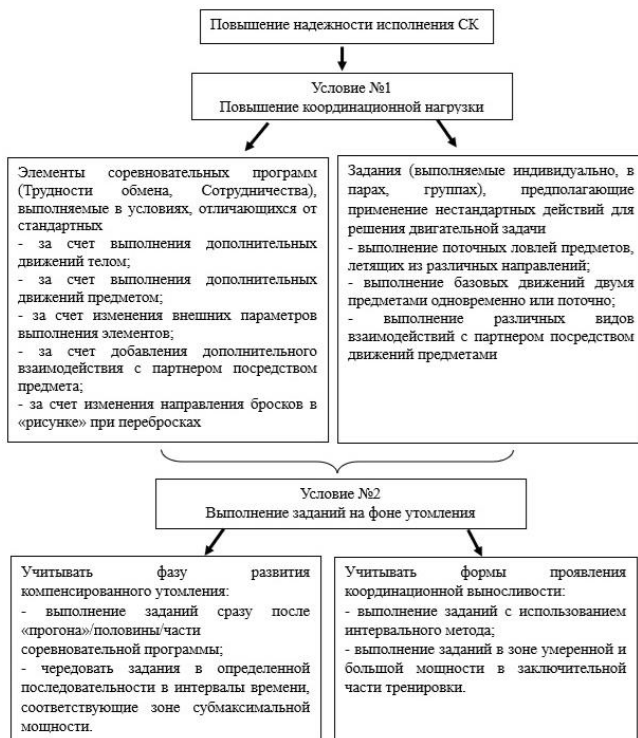 Повышение надежности исполнения СК
Условие №1
Повышение координационной нагрузки
Элементы соревновательных программ
(Трудности обмена, Сотрудничества),
выполняемые в условиях, отличающихся от
стандартных
- за счет выполнения дополнительных
движений телом;
- за счет выполнения дополнительных
движений предметом;
- за счет изменения внешних параметров
выполнения элементов;
- за счет добавления дополнительного
взаимодействия с партнером посредством
предмета;
- за счет изменения направления бросков в
«рисунке» при перебросках
Задания (выполняемые индивидуально, в
парах, группах), предполагающие
применение нестандартных действий для
решения двигательной задачи
- выполнение поточных ловлей предметов,
летящих из различных направлений;
- выполнение базовых движений двумя
предметами одновременно или поточно;
- выполнение различных видов
взаимодействий с партнером посредством
движений предметами
Условие №2
Выполнение заданий на фоне утомления
Учитывать фазу развития
компенсированного утомления:
- выполнение заданий сразу после
«прогона»/половины/части
соревновательной программы;
- чередовать задания в определенной
последовательности в интервалы времени,
соответствующие зоне субмаксимальной
мощности.
Учитывать формы проявления
координационной выносливости:
- выполнение заданий с использованием
интервального метода;
- выполнение заданий в зоне умеренной и
большой мощности в заключительной
части тренировки.